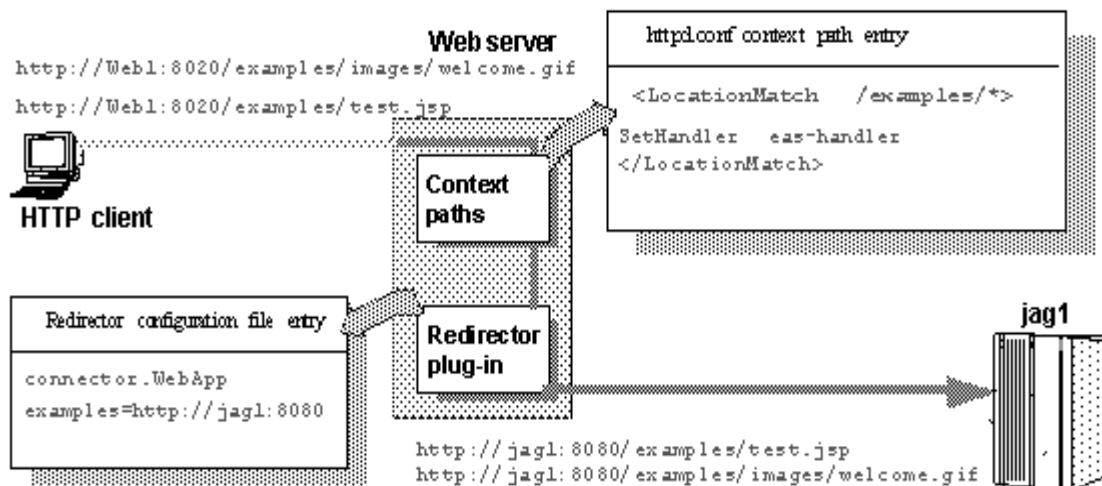 Web server
http://Web1:8020/examples/images/welcome.gif
http://Web1:8020/examples/test.jsp
HTTP client
httpd.conf context path entry
<LocationMatch /examples/*>
SetHandler eas-handler
</LocationMatch>
Context paths
Redirector configuration file entry
connector.WebApp
examples=http://jag1:8080
Redirector plug-in
jag1
http://jag1:8080/examples/test.jsp
http://jag1:8080/examples/images/welcome.gif